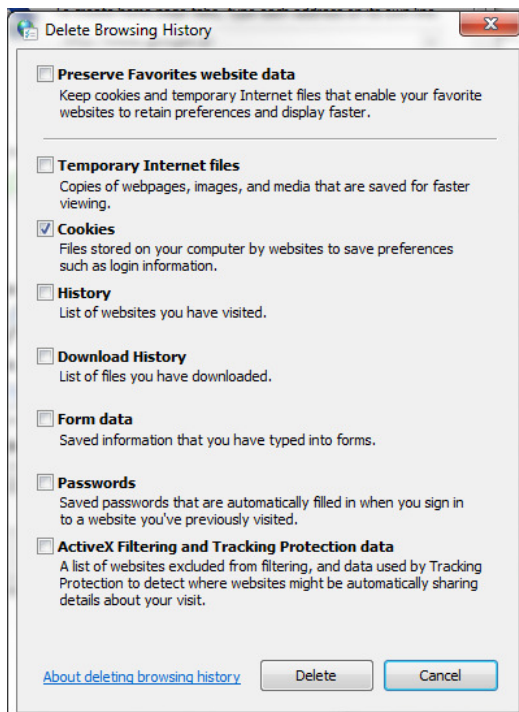 Delete Browsing History
Preserve Favorites website data
Keep cookies and temporary Internet files that enable your favorite
websites to retain preferences and display faster.
Temporary Internet files
Copies of webpages, images, and media that are saved for faster
viewing.
Cookies
Files stored on your computer by websites to save preferences
such as login information.
History
List of websites you have visited.
Download History
List of files you have downloaded.
Form data
Saved information that you have typed into forms.
Passwords
Saved passwords that are automatically filled in when you sign in
to a website you've previously visited.
ActiveX Filtering and Tracking Protection data
A list of websites excluded from filtering, and data used by Tracking
Protection to detect where websites might be automatically sharing
details about your visit.
About deleting browsing history
Delete
Cancel